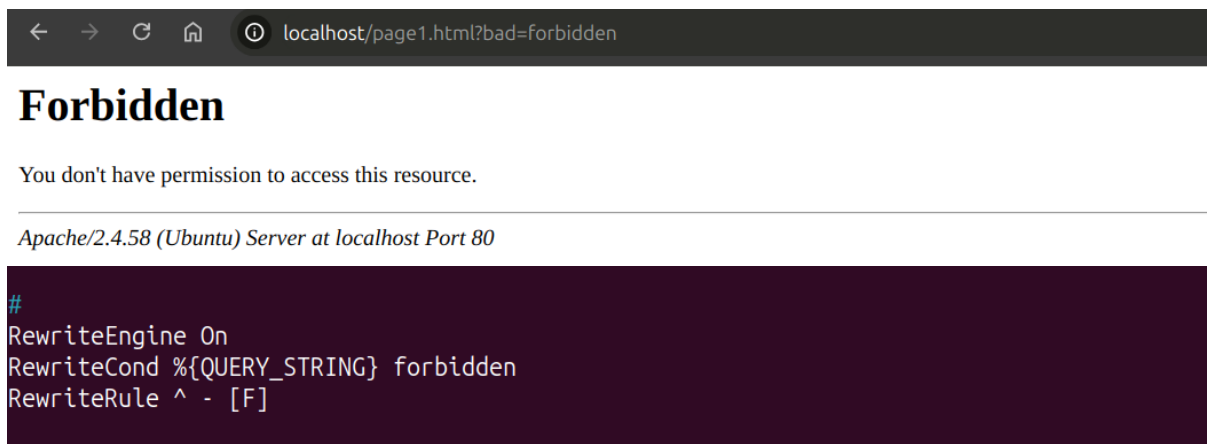 localhost/page1.html?bad=forbidden
Forbidden
You don't have permission to access this resource.
Apache/2.4.58 (Ubuntu) Server at localhost Port 80
#
RewriteEngine On
RewriteCond %{QUERY_STRING} forbidden
RewriteRule ^ - [F]